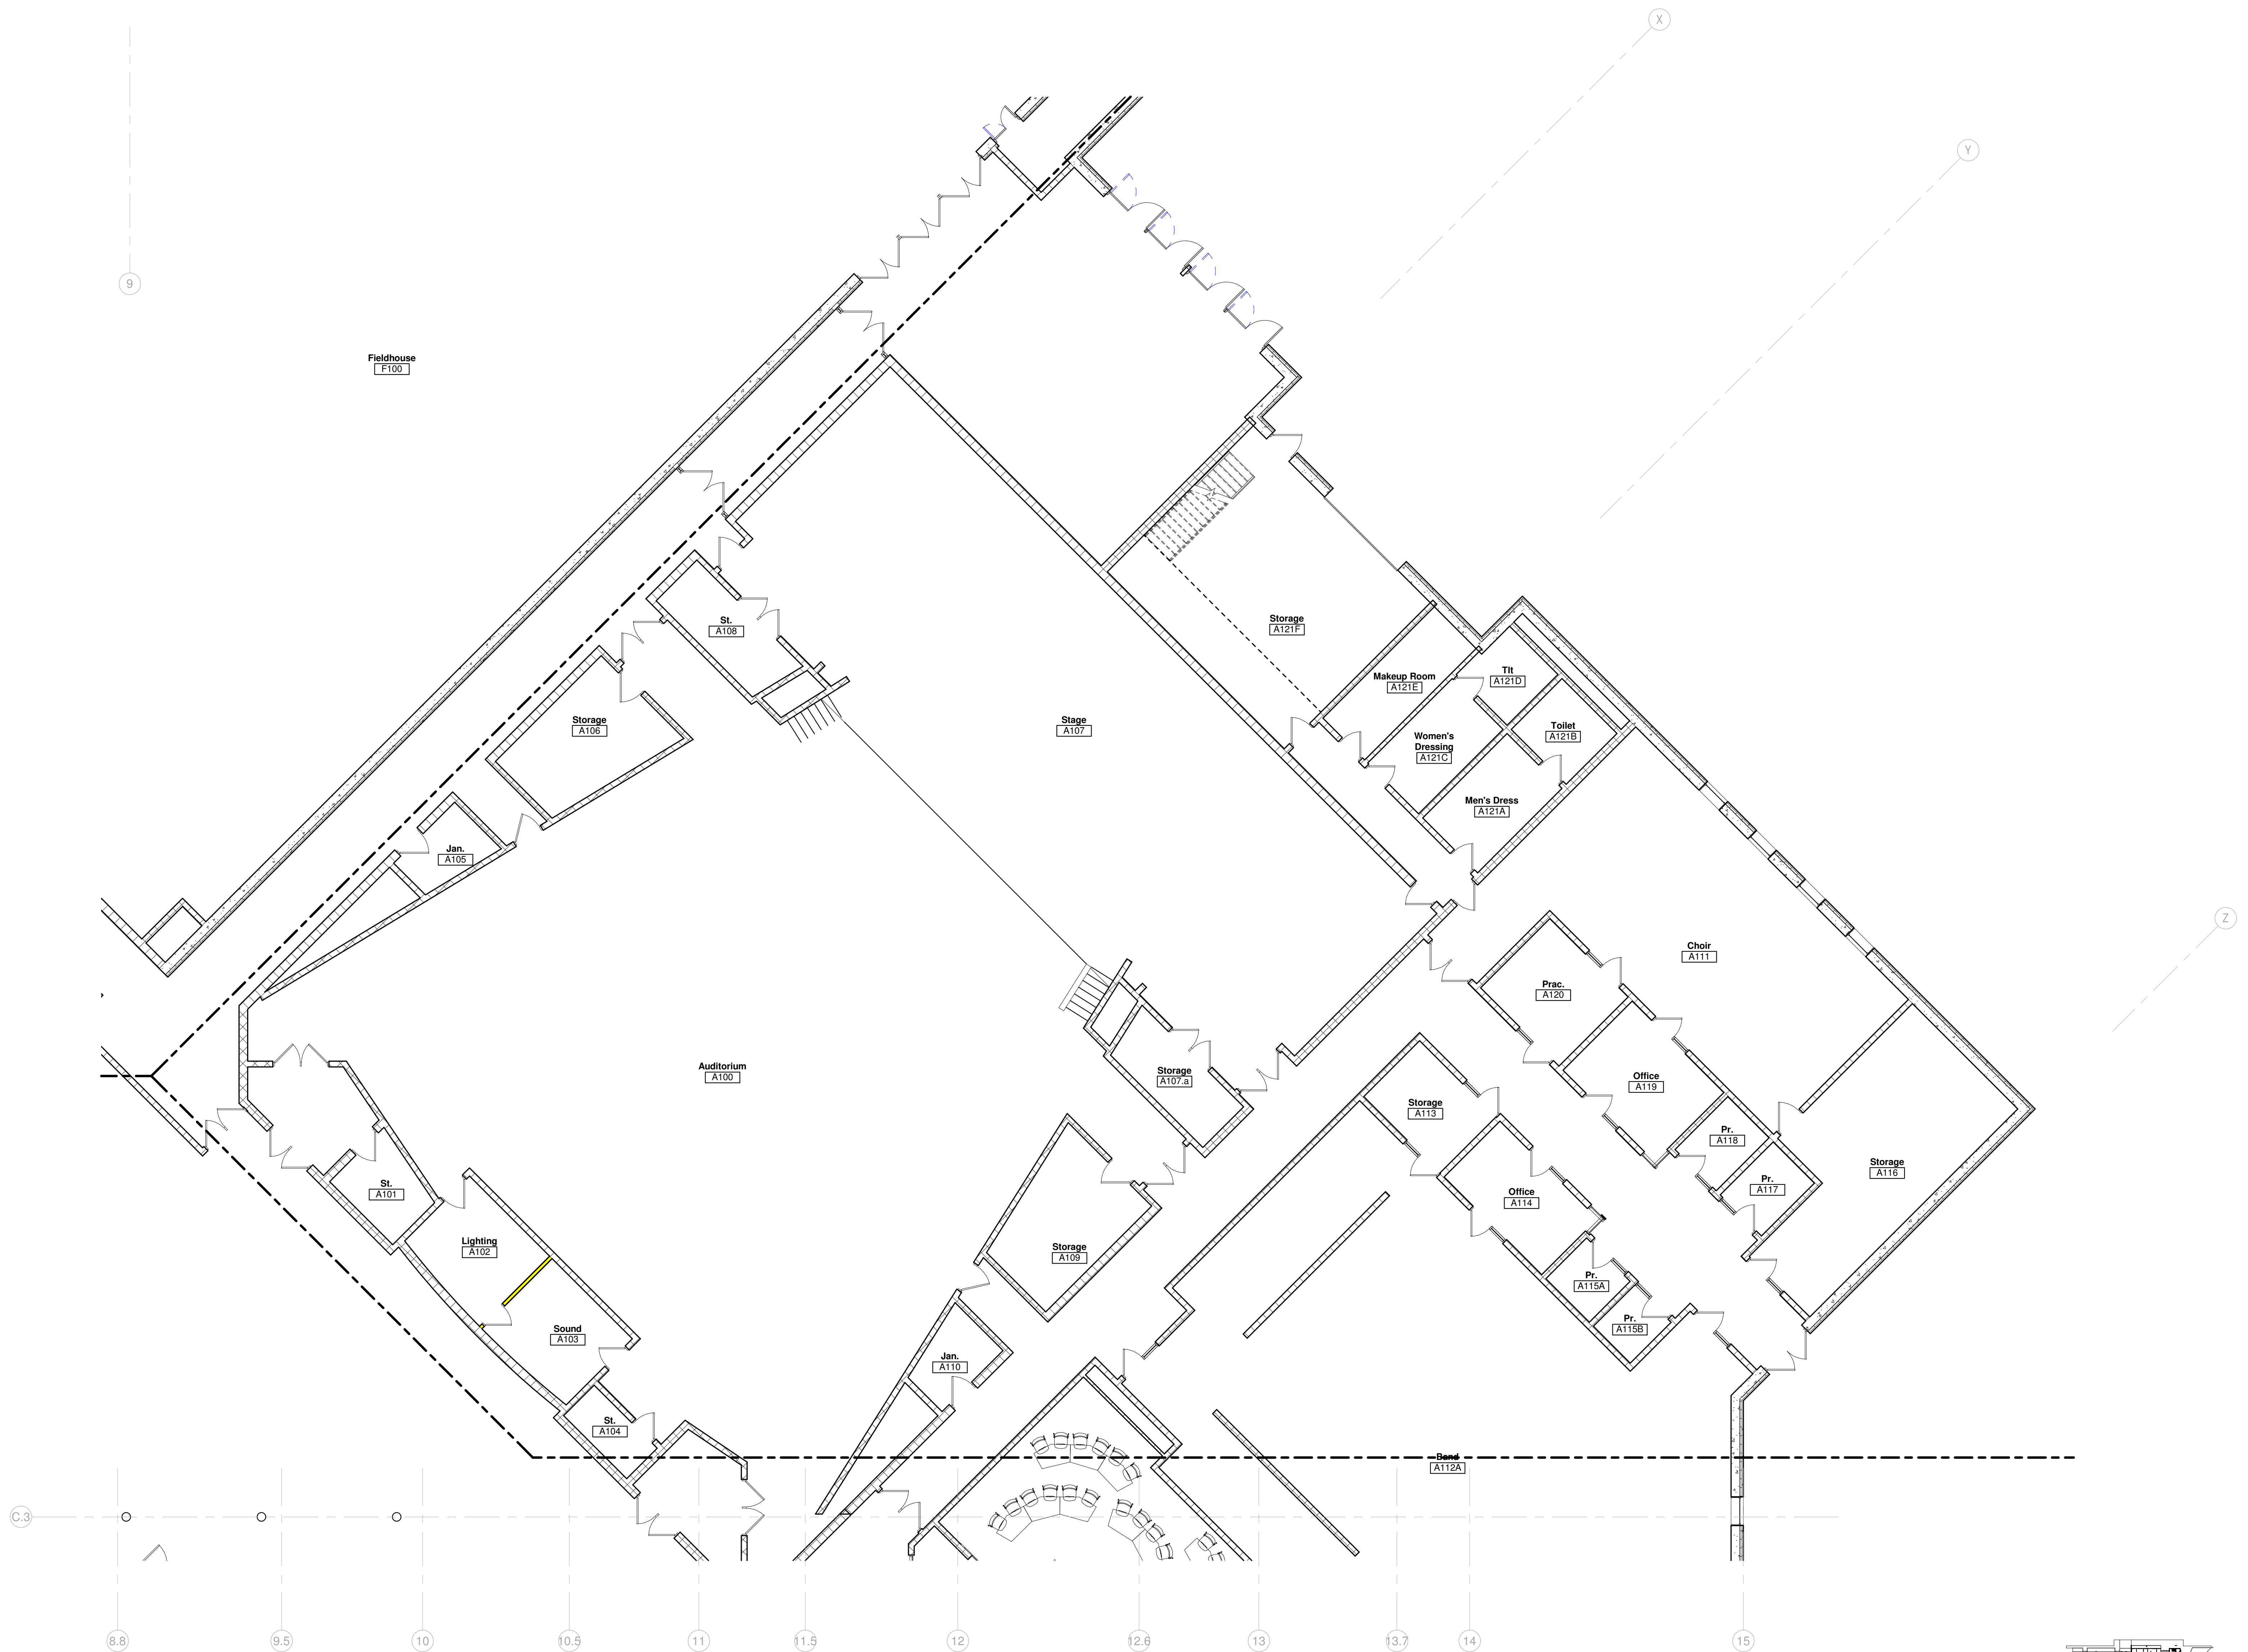 X
Y
9
Fieldhouse
F100
St.
A108
Storage
A121F
Makeup Room
A121E
Tlt
A121D
Storage
A106
Stage
A107
Toilet
A121B
Women's
Dressing
A121C
Men's Dress
A121A
Jan.
A105
Z
Choir
A111
Prac.
A120
Auditorium
A100
Storage
A107.a
Office
A119
Storage
A113
Pr.
A118
Storage
A116
Pr.
A117
St.
A101
Office
A114
Lighting
A102
Storage
A109
Pr.
A115A
Sound
A103
Pr.
A115B
Jan.
A110
St.
A104
Band
A112A
C.3
8.8
9.5
10
10.5
11
11.5
12
12.6
13
13.7
14
15